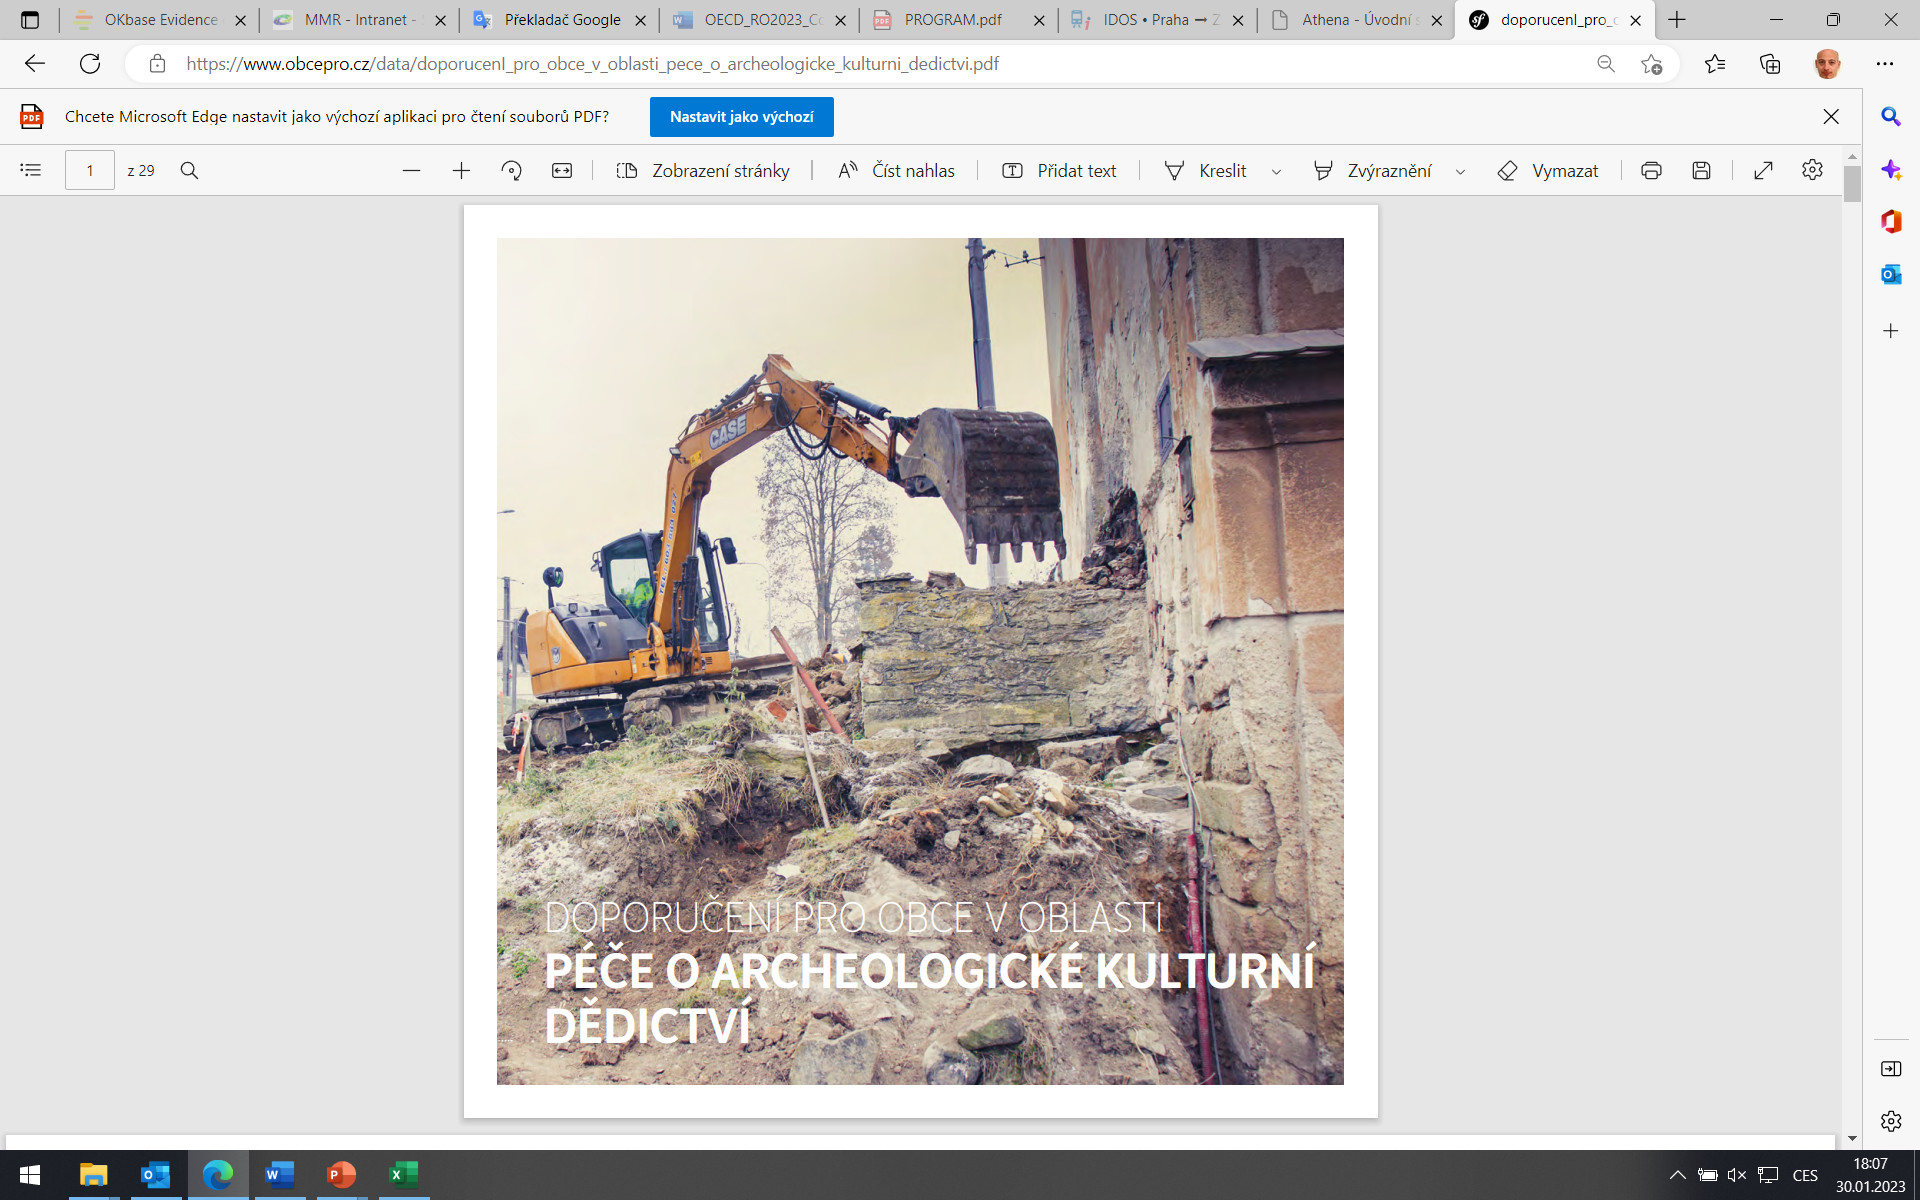 OKbase Evidence
MMR - Intranet -
Překladač Google
OECD_RO2023_Co
PROGRAM.pdf
IDOS • Praha → Z
Athena - Úvodní s
doporucenI_pro_o
https://www.obcepro.cz/data/doporucenI_pro_obce_v_oblasti_pece_o_archeologicke_kulturni_dedictvi.pdf
Chcete Microsoft Edge nastavit jako výchozí aplikaci pro čtení souborů PDF?
Nastavit jako výchozí
1
z 29
Zobrazení stránky
Číst nahlas
Přidat text
Kreslit
Zvýraznění
Vymazat
CASE
DOPORUČENÍ PRO OBCE V OBLASTI
PÉČE O ARCHEOLOGICKÉ KULTURNÍ
DĚDICTVÍ
CES
18:07
30.01.2023